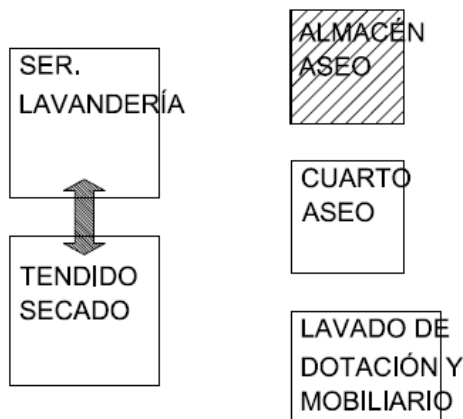 SER.
LAVANDERÍA
TENDIDO
SECADO
ALMACÉN
ASEO
CUARTO
ASEO
LAVADO DE
DOTACIÓN Y
MOBILIARIO